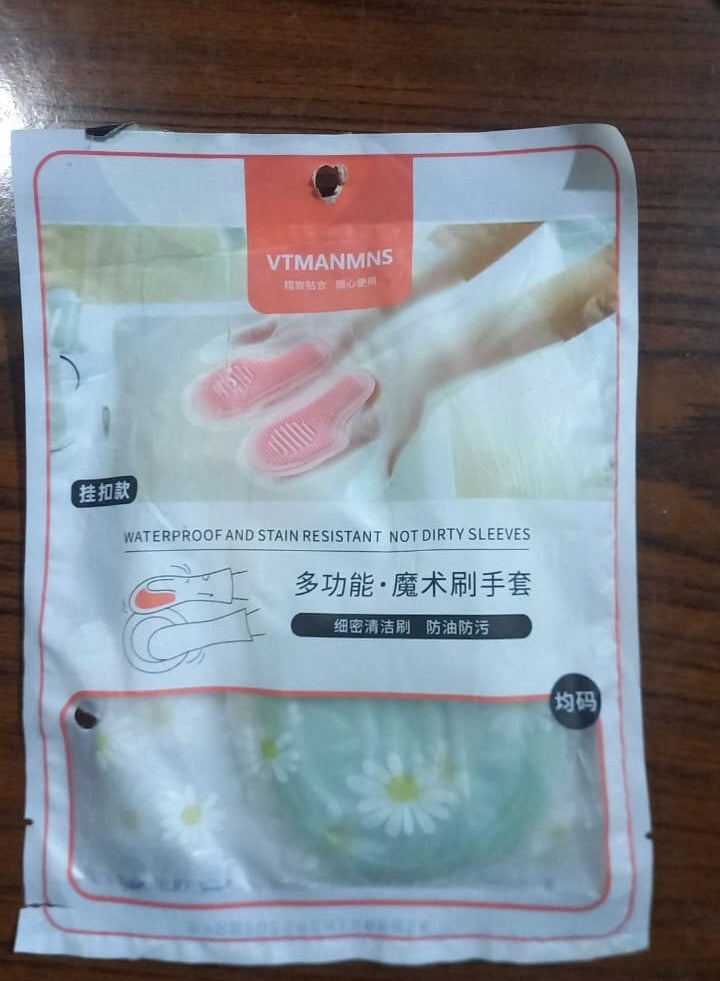 VTMANMNS
精致贴合 随心使用
挂扣款
WATERPROOF AND STAIN RESISTANT NOT DIRTY SLEEVES
多功能·魔术刷手套
细密清洁刷 防油防污
均码